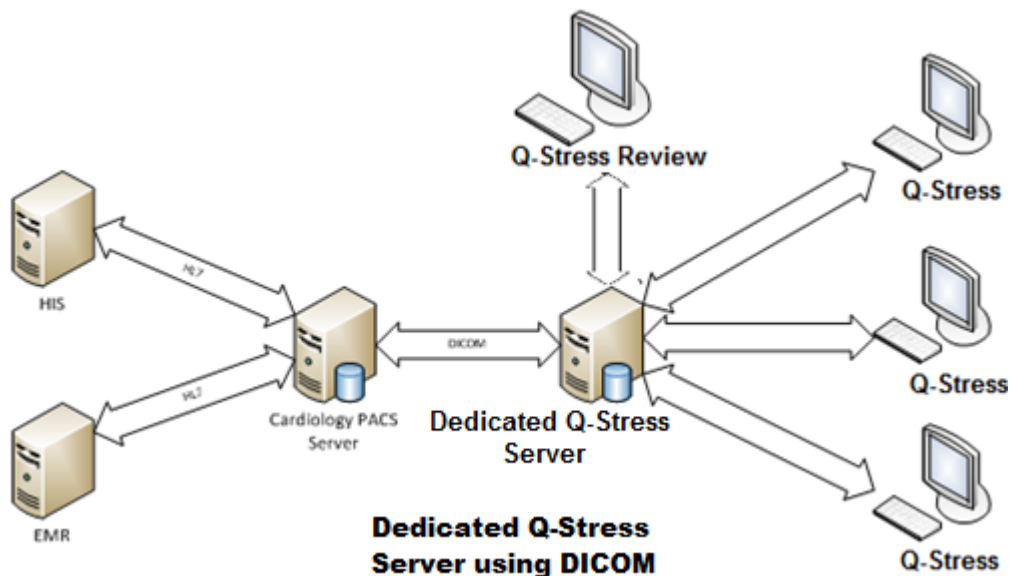 Q-Stress Review
Q-Stress
HIS
HL7
DICOM
Q-Stress
HL7
Cardiology PACS
Server
Dedicated Q-Stress
Server
EMR
Dedicated Q-Stress
Server using DICOM
Q-Stress